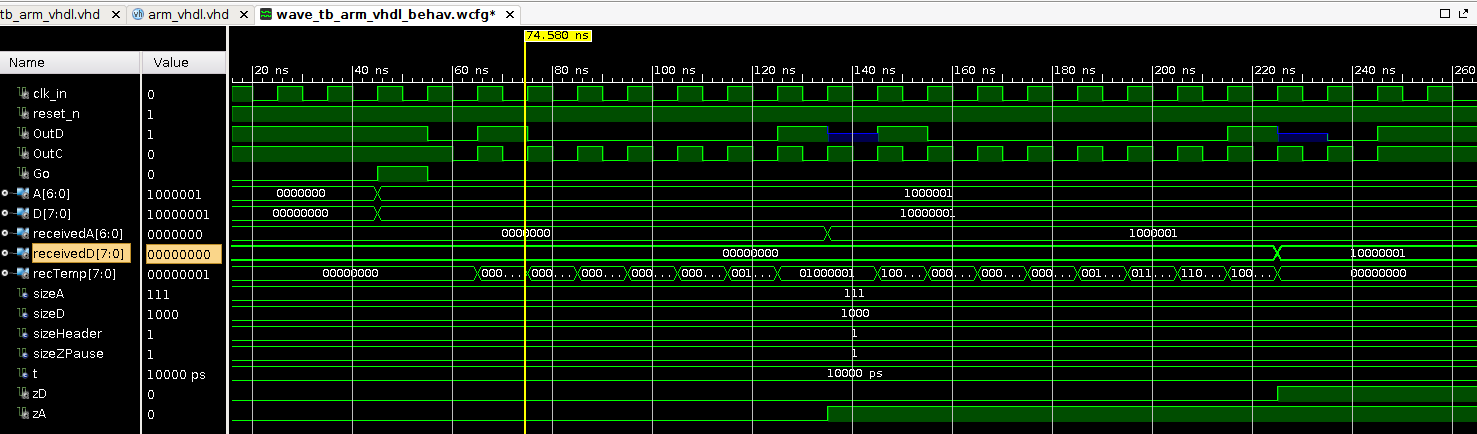 tb_arm_vhdl.vhd × arm_vhdl.vhd × wave_tb_arm_vhdl_behav.wcfg* ×
74.580 ns
Name Value
20 ns 40 ns 60 ns 80 ns 100 ns 120 ns 140 ns 160 ns 180 ns 200 ns 220 ns 240 ns 260
clk_in 0
reset_n 1
OutD 1
OutC 0
Go 0
A[6:0] 1000001 0000000 1000001
D[7:0] 10000001 00000000 10000001
receivedA[6:0] 0000000 0000000 1000001
receivedD[7:0] 00000000 00000000 10000001
recTemp[7:0] 00000001 00000000 000... 000... 000... 000... 000... 001... 01000001 100... 000... 000... 000... 001... 011... 110... 100... 00000000
sizeA 111 111
sizeD 1000 1000
sizeHeader 1 1
sizeZPause 1 1
t 10000 ps 10000 ps
zD 0
zA 0